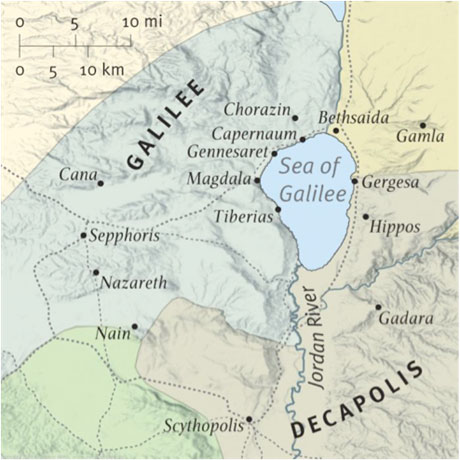 0 5 10 mi
0 5 10 km
GALILEE
Chorazin
Capernaum
Bethsaida
Gennesaret
Gamla
Sea of
Galilee
Cana
Magdala
Gergesa
Tiberias
Hippos
Sepphoris
Nazareth
Jordan River
Gadara
Nain
DECAPOLIS
Scythopolis